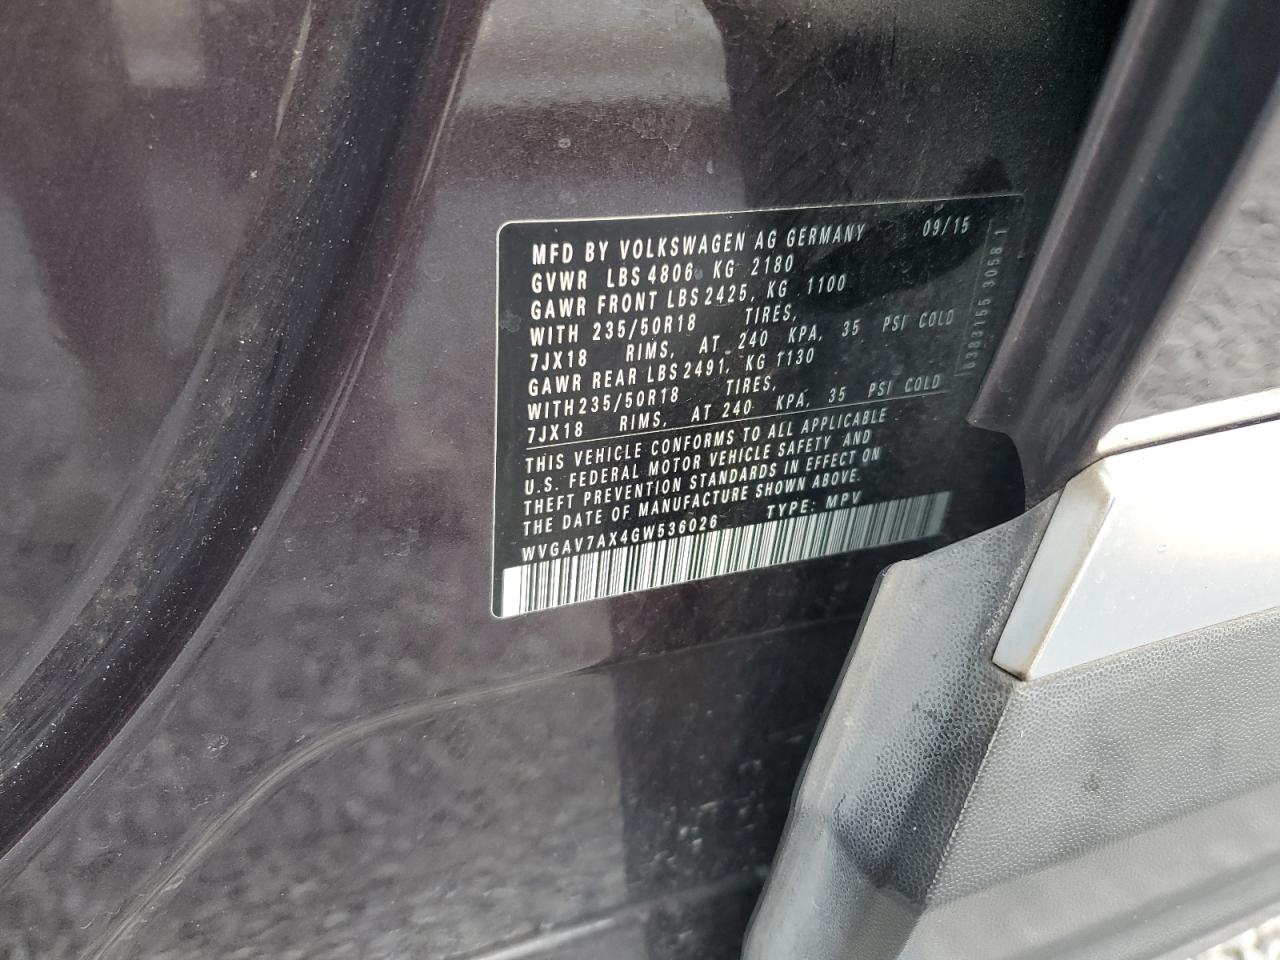 MFD BY VOLKSWAGEN AG GERMANY 09/15
GVWR LBS 4806 KG 2180
GAWR FRONT LBS 2425, KG 1100
WITH 235/50R18 TIRES,
7JX18 RIMS, AT 240 KPA, 35 PSI COLD
GAWR REAR LBS 2491, KG 1130
WITH 235/50R18 TIRES,
7JX18 RIMS, AT 240 KPA, 35 PSI COLD
THIS VEHICLE CONFORMS TO ALL APPLICABLE
U.S. FEDERAL MOTOR VEHICLE SAFETY AND
THEFT PREVENTION STANDARDS IN EFFECT ON
THE DATE OF MANUFACTURE SHOWN ABOVE.
WVGAV7AX4GW536026 TYPE: MPV